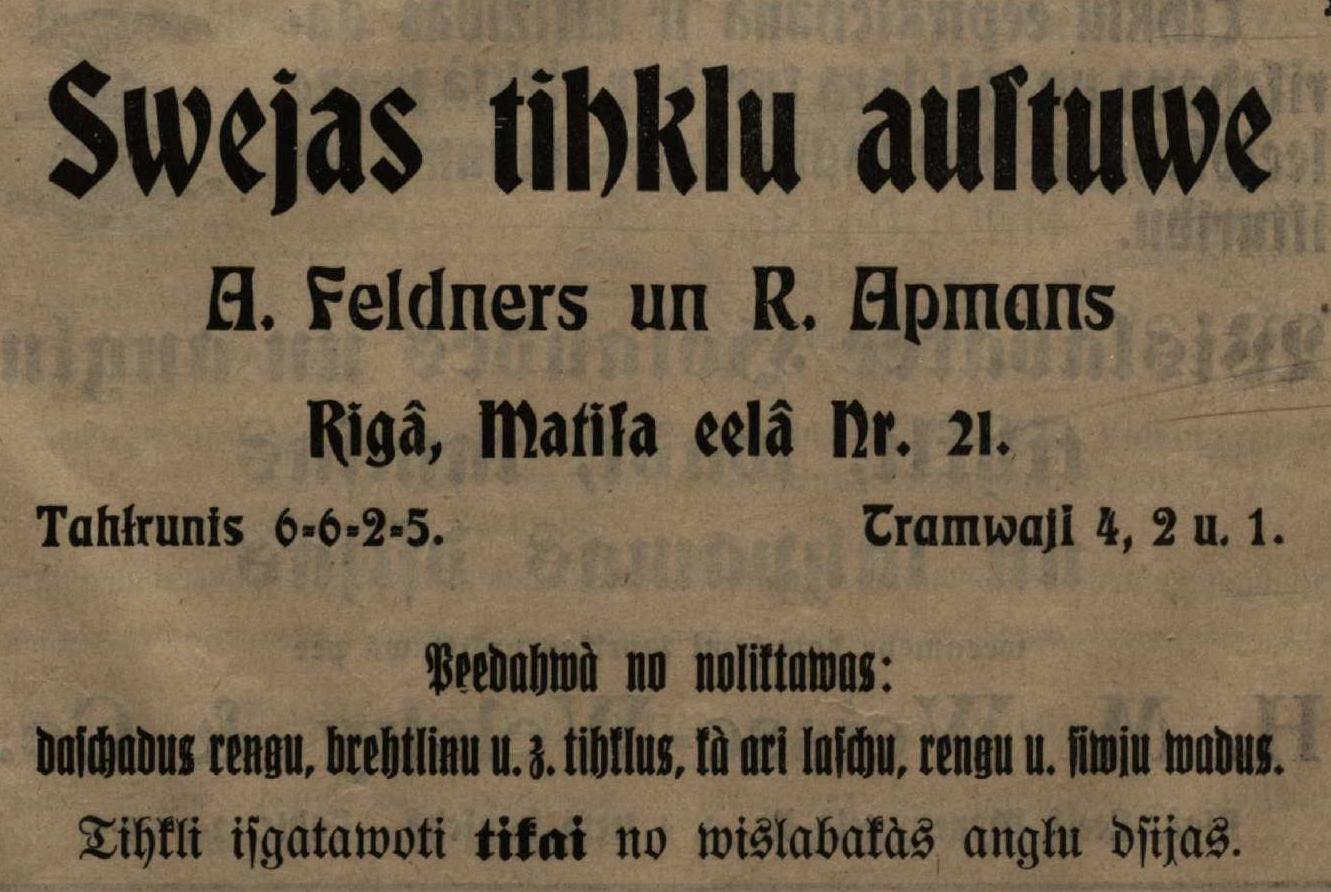 Swejas tihklu auſtuwe
A. Feldners un R. Apmans
Rigâ, Matiſa eelâ Nr. 21.
Tahlrunis 6-6-2-5. Tramwaji 4, 2 u. 1.
Peedahwà no noliktawas:
daſchadus rengu, brehtliņu u. z. tihklus, kà ari laſchu, rengu u. ſiwju wadus.
Tihkli iſgatawoti tikai no wislabakàs angļu dſijas.